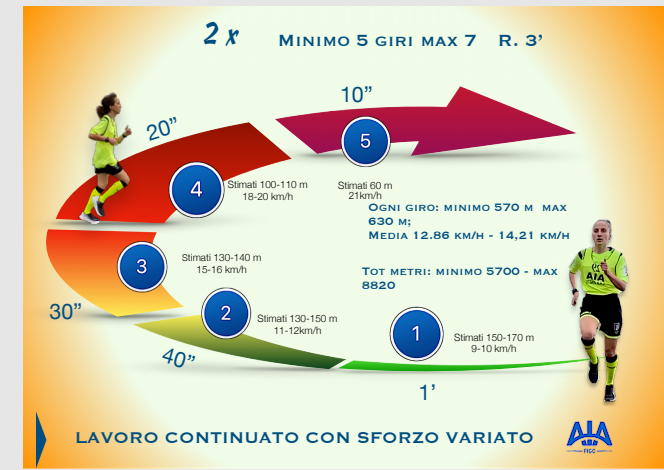 2 x
MINIMO 5 GIRI MAX 7 R. 3'
10”
20”
5
4
Stimati 100-110 m
18-20 km/h
Stimati 60 m
21km/h
OGNI GIRO: MINIMO 570 M MAX
630 M;
MEDIA 12.86 KM/H - 14,21 KM/H
3
Stimati 130-140 m
15-16 km/h
TOT METRI: MINIMO 5700 - MAX
8820
30”
2
Stimati 130-150 m
11-12km/h
40”
1
Stimati 150-170 m
9-10 km/h
1’
LAVORO CONTINUATO CON SFORZO VARIATO
AIA
FIGC
AIA